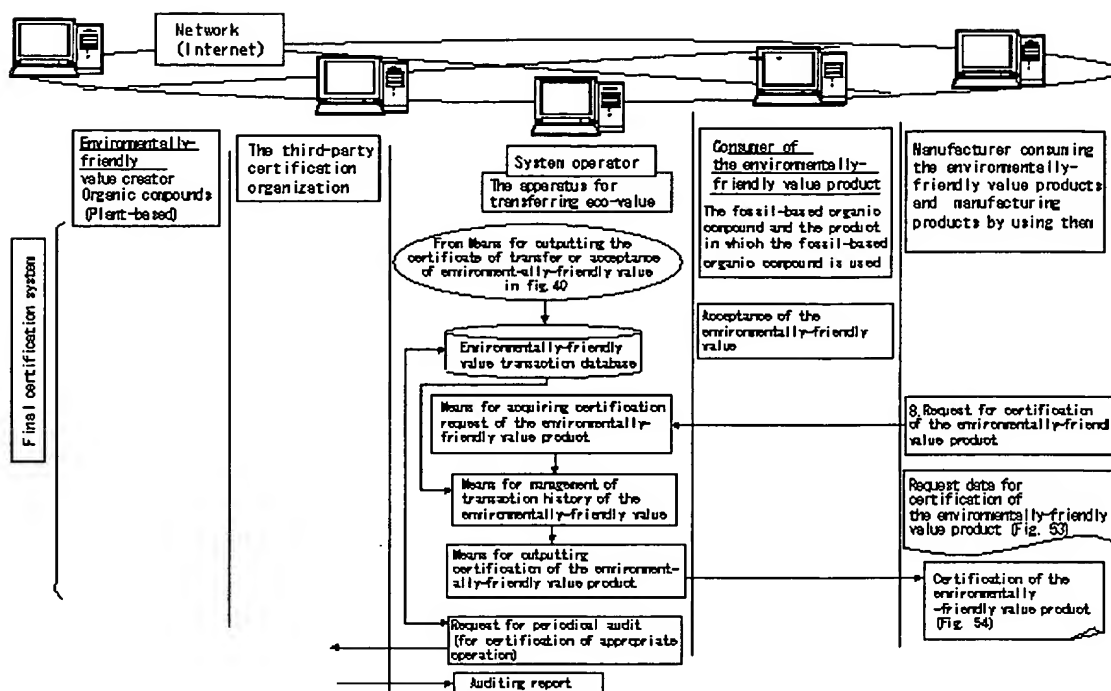 Network
(Internet)
Environmentally-
friendly
value creator
Organic compounds
(Plant-based)
The third-party
certification
organization
System operator
The apparatus for
transferring eco-value
Consumer of
the environmentally-
friendly value product
The fossil-based organic
compound and the product
in which the fossil-based
organic compound is used
Manufacturer consuming
the environmentally-
friendly value products
and manufacturing
products by using them
Final certification system
From Means for outputting the
certificate of transfer or acceptance
of environment-ally-friendly value
in fig.40
Acceptance of the
environmentally-friendly
value
Environmentally-friendly
value transaction database
Means for acquiring certification
request of the environmentally-
friendly value product
8.Request for certification
of the environmentally-friendly
value product
Means for management of
transaction history of the
environmentally-friendly value
Request data for
certification of
the environmentally-friendly
value product (Fig. 53)
Means for outputting
certification of the environment-
ally-friendly value product
Certification of the
environmentally
-friendly value product
(Fig. 54)
Request for periodical audit
(for certification of appropriate
operation)
Auditing report